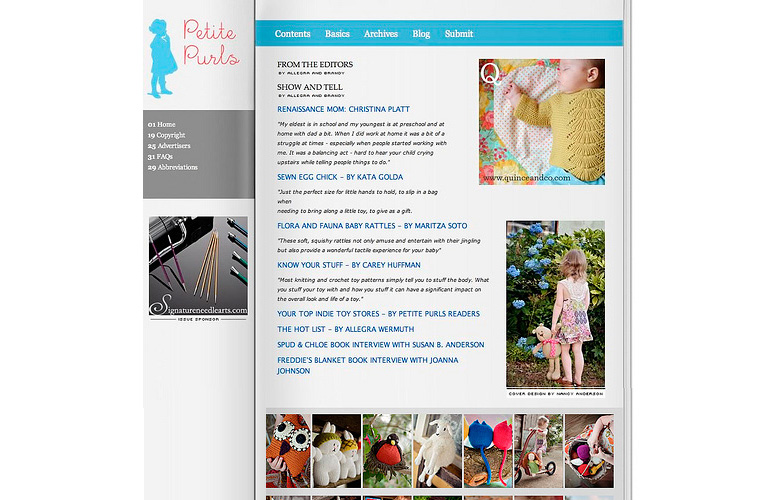 Petite
Purls
Contents Basics Archives Blog Submit
01 Home
19 Copyright
25 Advertisers
31 FAQs
29 Abbreviations
Signatureneedlearts.com
ISSUE SPONSOR
FROM THE EDITORS
BY ALLEGRA AND BRANDY
SHOW AND TELL
BY ALLEGRA AND BRANDY
RENAISSANCE MOM: CHRISTINA PLATT
"My eldest is in school and my youngest is at preschool and at
home with dad a bit. When I did work at home it was a bit of a
struggle at times - especially when people started working with
me. It was a balancing act - hard to hear your child crying
upstairs while telling people things to do."
SEWN EGG CHICK – BY KATA GOLDA
"Just the perfect size for little hands to hold, to slip in a bag
when
needing to bring along a little toy, to give as a gift.
FLORA AND FAUNA BABY RATTLES – BY MARITZA SOTO
"These soft, squishy rattles not only amuse and entertain with their jingling
but also provide a wonderful tactile experience for your baby"
KNOW YOUR STUFF – BY CAREY HUFFMAN
"Most knitting and crochet toy patterns simply tell you to stuff the body. What
you stuff your toy with and how you stuff it can have a significant impact on
the overall look and life of a toy."
YOUR TOP INDIE TOY STORES – BY PETITE PURLS READERS
THE HOT LIST – BY ALLEGRA WERMUTH
SPUD & CHLOE BOOK INTERVIEW WITH SUSAN B. ANDERSON
FREDDIE'S BLANKET BOOK INTERVIEW WITH JOANNA
JOHNSON
Q
www.quinceandco.com
COVER DESIGN BY NANCY ANDERSON